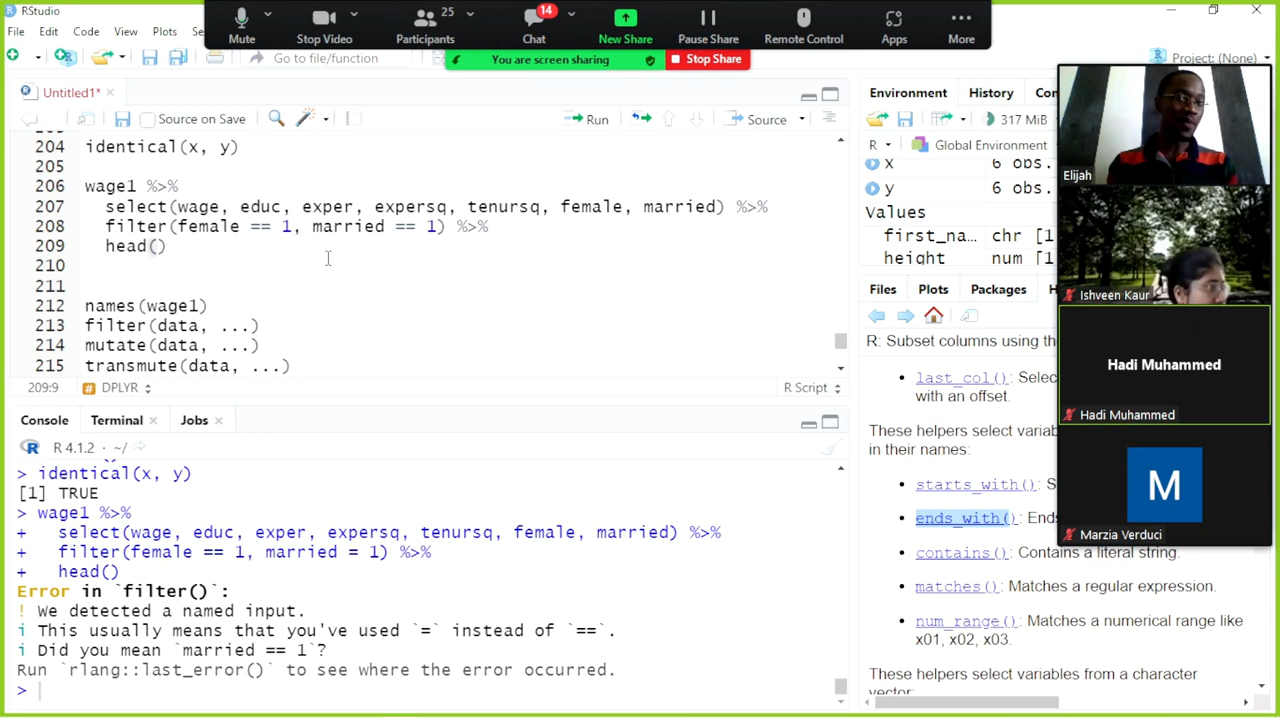 RStudio
File Edit Code View Plots
Mute
Stop Video
25
Participants
14
Chat
New Share
Pause Share
Remote Control
Apps
More
You are screen sharing
Stop Share
Go to file/function
Project: (None)
Untitled1*
Source on Save
Run
Source
204 identical(x, y)
205
206 wage1 %>%
207 select(wage, educ, exper, expersq, tenursq, female, married) %>%
208 filter(female == 1, married == 1) %>%
209 head()
210
211
212 names(wage1)
213 filter(data, ...)
214 mutate(data, ...)
215 transmute(data, ...)
209:9 DPLYR R Script
Console Terminal Jobs
R 4.1.2 · ~/
> identical(x, y)
[1] TRUE
> wage1 %>%
+ select(wage, educ, exper, expersq, tenursq, female, married) %>%
+ filter(female == 1, married = 1) %>%
+ head()
Error in `filter()`:
! We detected a named input.
i This usually means that you've used `=` instead of `==`.
i Did you mean `married == 1`?
Run `rlang::last_error()` to see where the error occurred.
>
Environment History Co
317 MiB
R Global Environment
x 6 obs.
y 6 obs.
Values
first_na… chr [1
height num [1
Files Plots Packages H
R: Subset columns using the
last_col(): Selec
with an offset.
These helpers select variab
in their names:
starts_with(): S
ends_with(): Ends
contains(): Contains a literal string.
matches(): Matches a regular expression.
num_range(): Matches a numerical range like
x01, x02, x03.
These helpers select variables from a character
vector:
Elijah
Ishveen Kaur
Hadi Muhammed
Hadi Muhammed
M
Marzia Verduci